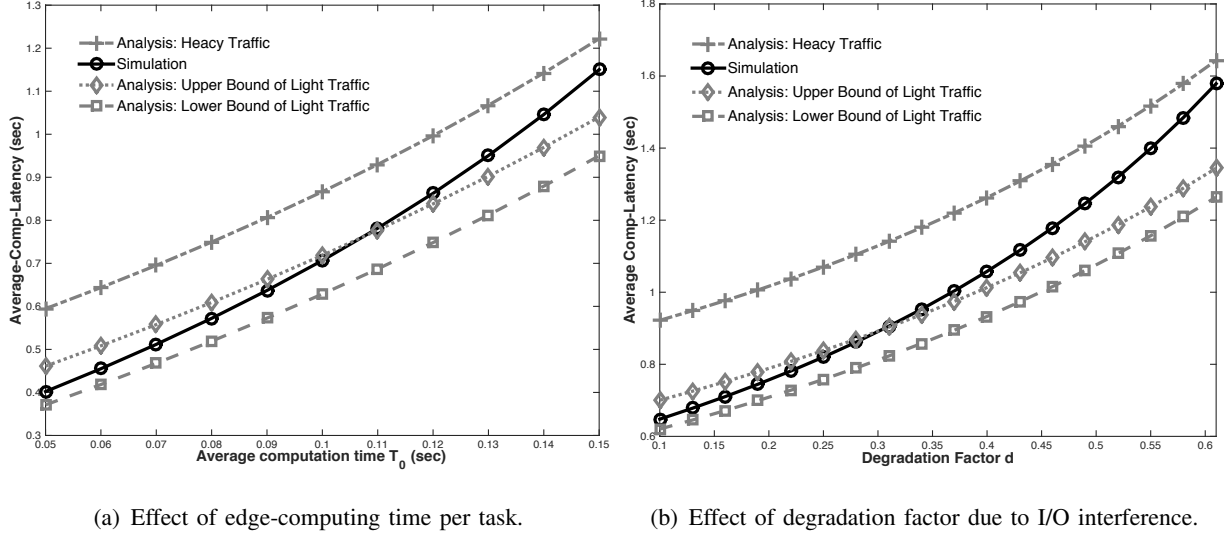 1.3
1.2
1.1
1
0.9
0.8
0.7
0.6
0.5
0.4
0.3
Average-Comp-Latency (sec)
Analysis: Heacy Traffic
Simulation
Analysis: Upper Bound of Light Traffic
Analysis: Lower Bound of Light Traffic
0.05 0.06 0.07 0.08 0.09 0.1 0.11 0.12 0.13 0.14 0.15
Average computation time T_0 (sec)
(a) Effect of edge-computing time per task.
1.8
1.6
1.4
1.2
1
0.8
0.6
Average Comp-Latency (sec)
Analysis: Heavy Traffic
Simulation
Analysis: Upper Bound of Light Traffic
Analysis: Lower Bound of Light Traffic
0.1 0.15 0.2 0.25 0.3 0.35 0.4 0.45 0.5 0.55 0.6
Degradation Factor d
(b) Effect of degradation factor due to I/O interference.